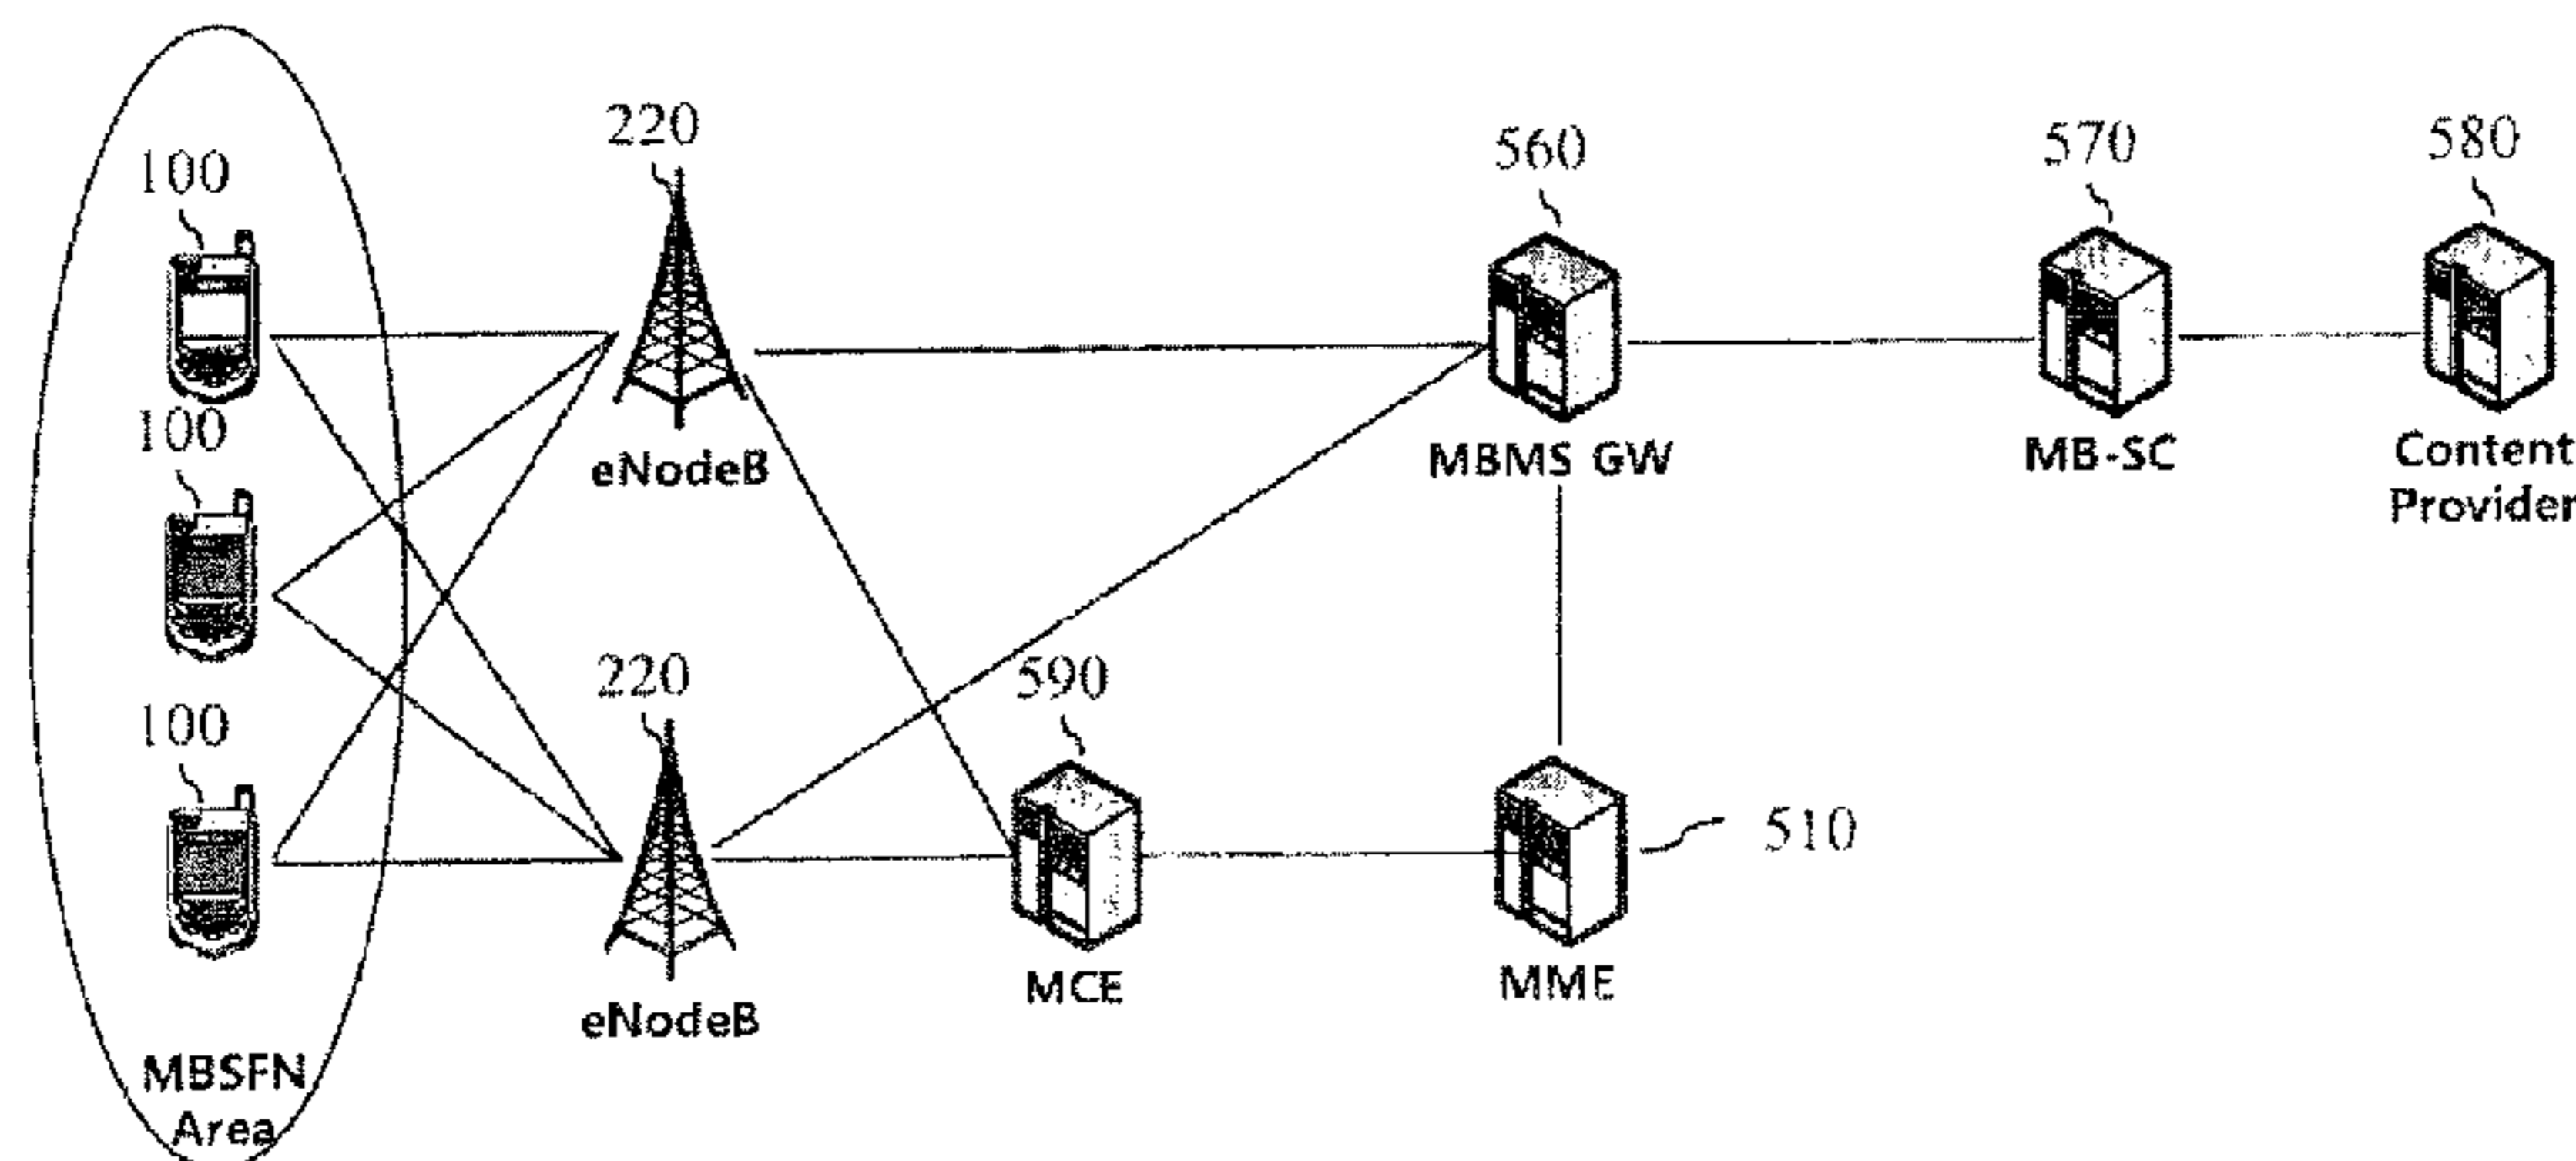 220
560
570
580
100
100
eNodeB
MBMS GW
MB-SC
Content
Provider
220
590
100
510
eNodeB
MCE
MME
MBSFN
Area